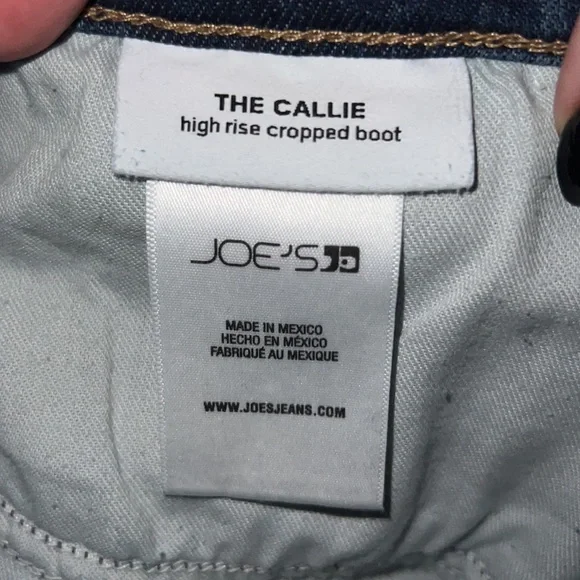 THE CALLIE
high rise cropped boot
JOE'S
MADE IN MEXICO
HECHO EN MÉXICO
FABRIQUÉ AU MEXIQUE
WWW.JOESJEANS.COM